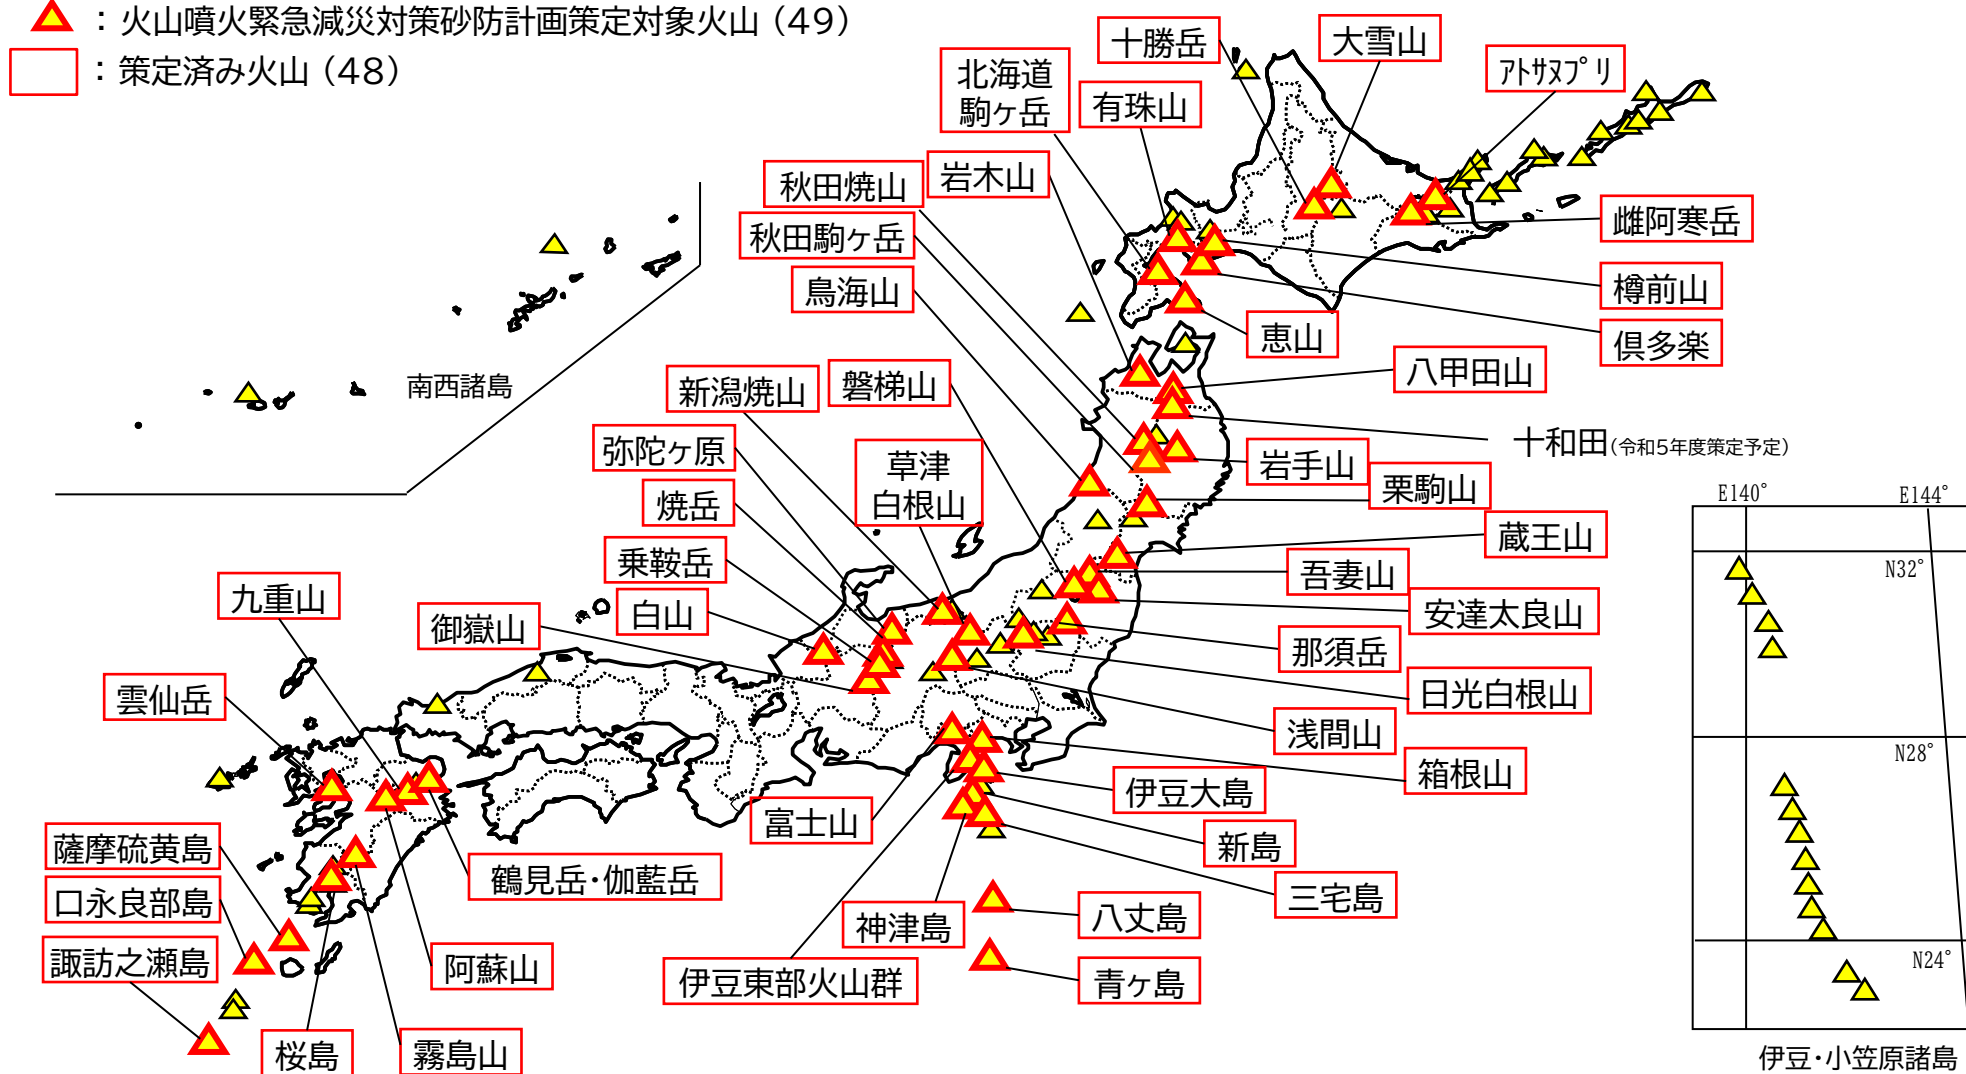 ：火山噴火緊急減災対策砂防計画策定対象火山（49）
：策定済み火山（48）
十勝岳
大雪山
ｱﾄｻﾇﾌﾟﾘ
北海道
駒ヶ岳
有珠山
岩木山
秋田焼山
秋田駒ヶ岳
鳥海山
雌阿寒岳
樽前山
倶多楽
恵山
八甲田山
十和田(令和5年度策定予定)
岩手山
栗駒山
蔵王山
吾妻山
安達太良山
那須岳
日光白根山
浅間山
箱根山
伊豆大島
新島
三宅島
八丈島
青ヶ島
神津島
伊豆東部火山群
富士山
磐梯山
新潟焼山
草津
白根山
弥陀ヶ原
焼岳
乗鞍岳
白山
御嶽山
九重山
雲仙岳
薩摩硫黄島
口永良部島
諏訪之瀬島
桜島
霧島山
阿蘇山
鶴見岳・伽藍岳
南西諸島
E140°
E144°
N32°
N28°
N24°
伊豆・小笠原諸島